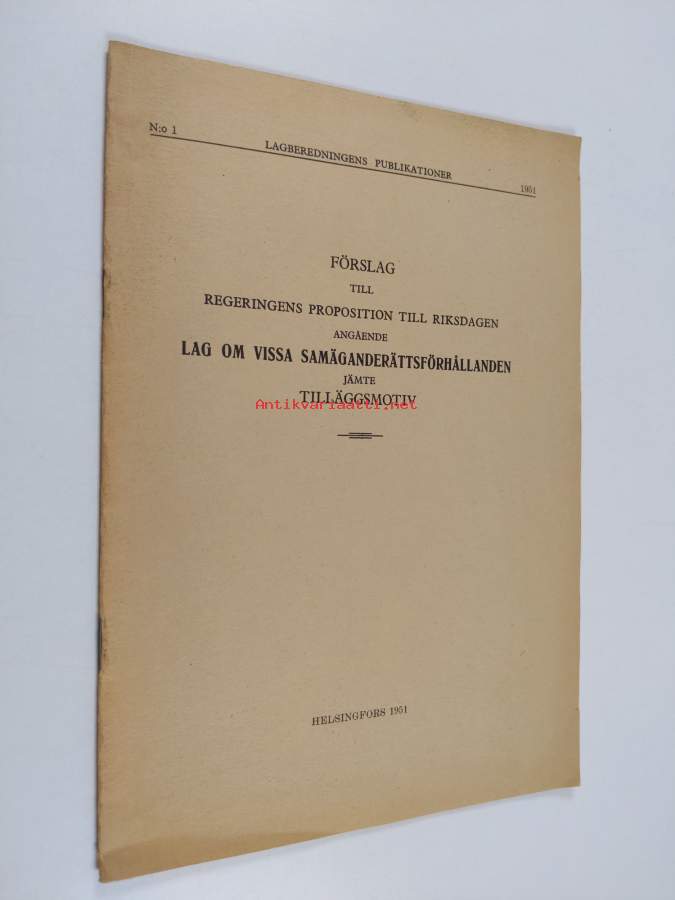 N:o 1 LAGBEREDNINGENS PUBLIKATIONER 1951
FÖRSLAG
TILL
REGERINGENS PROPOSITION TILL RIKSDAGEN
ANGÅENDE
LAG OM VISSA SAMÄGANDERÄTTSFÖRHÅLLANDEN
JÄMTE
TILLÄGGSMOTIV
Antikvariaatti.net
HELSINGFORS 1951